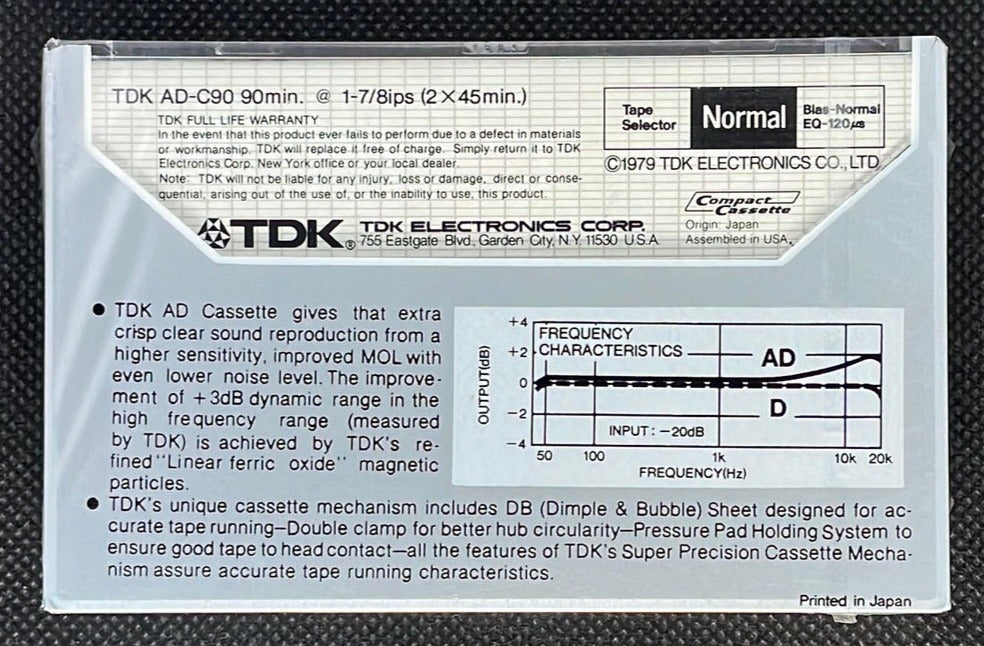 TDK AD-C90 90min. @ 1-7/8ips (2×45min.)
TDK FULL LIFE WARRANTY
In the event that this product ever fails to perform due to a defect in materials
or workmanship, TDK will replace it free of charge. Simply return it to TDK
Electronics Corp. New York office or your local dealer.
Note: TDK will not be liable for any injury, loss or damage, direct or conse-
quential, arising out of the use of, or the inability to use, this product.
Tape
Selector
Normal
Bias-Normal
EQ-120μs
©1979 TDK ELECTRONICS CO., LTD.
Compact
Cassette
Origin: Japan
Assembled in USA.
TDK® TDK ELECTRONICS CORP.
755 Eastgate Blvd., Garden City, N.Y. 11530 U.S.A.
● TDK AD Cassette gives that extra
crisp clear sound reproduction from a
higher sensitivity, improved MOL with
even lower noise level. The improve-
ment of +3dB dynamic range in the
high frequency range (measured
by TDK) is achieved by TDK's re-
fined "Linear ferric oxide" magnetic
particles.
OUTPUT(dB)
+4
+2
0
-2
-4
FREQUENCY
CHARACTERISTICS
AD
D
INPUT: -20dB
50 100 1k 10k 20k
FREQUENCY(Hz)
● TDK's unique cassette mechanism includes DB (Dimple & Bubble) Sheet designed for ac-
curate tape running—Double clamp for better hub circularity—Pressure Pad Holding System to
ensure good tape to head contact—all the features of TDK's Super Precision Cassette Mecha-
nism assure accurate tape running characteristics.
Printed in Japan